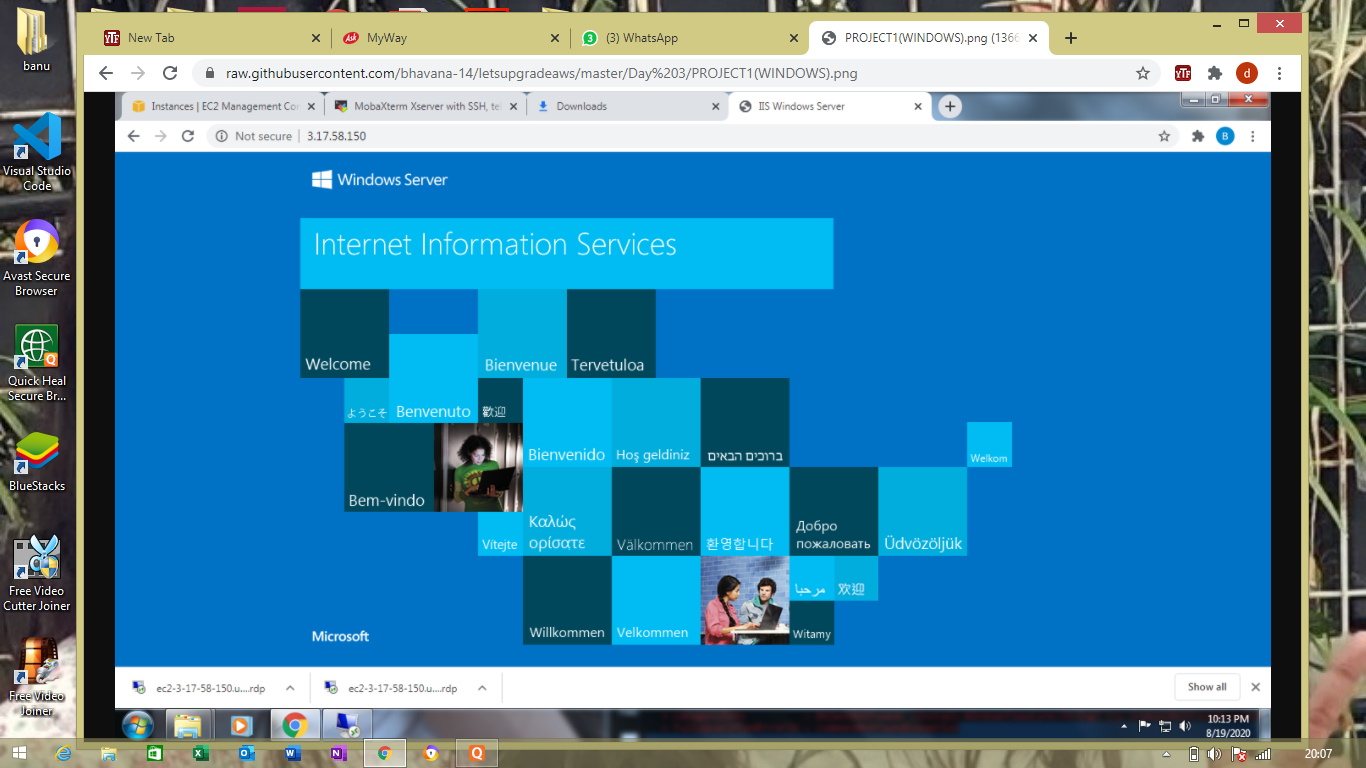 banu
Visual Studio
Code
Avast Secure
Browser
Quick Heal
Secure Br...
BlueStacks
Free Video
Cutter Joiner
Free Video
Joiner
New Tab
MyWay
(3) WhatsApp
PROJECT1(WINDOWS).png (1366
raw.githubusercontent.com/bhavana-14/letsupgradeaws/master/Day%203/PROJECT1(WINDOWS).png
d
Instances | EC2 Management Con
MobaXterm Xserver with SSH, tel
Downloads
IIS Windows Server
Not secure | 3.17.58.150
B
Windows Server
Internet Information Services
Welcome
Bienvenue
Tervetuloa
ようこそ
Benvenuto
歡迎
Bienvenido
Hoş geldiniz
ברוכים הבאים
Welkom
Bem-vindo
Vítejte
Καλώς
ορίσατε
Välkommen
환영합니다
Добро
пожаловать
Üdvözöljük
Willkommen
Velkommen
مرحبا
欢迎
Witamy
Microsoft
ec2-3-17-58-150.u....rdp
ec2-3-17-58-150.u....rdp
Show all
10:13 PM
8/19/2020
20:07